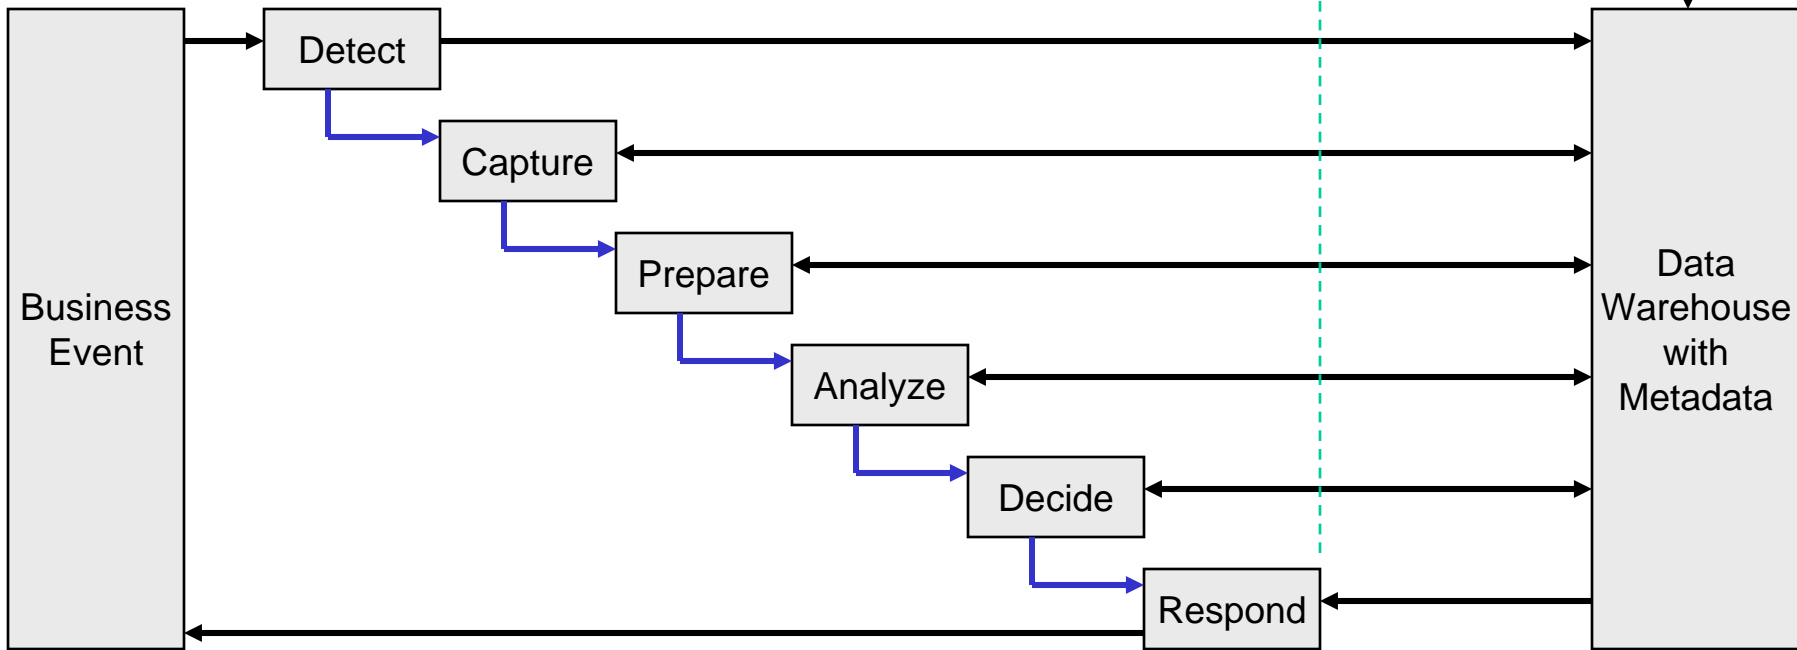 Detect
Capture
Prepare
Business
Event
Data
Warehouse
with
Metadata
Analyze
Decide
Respond